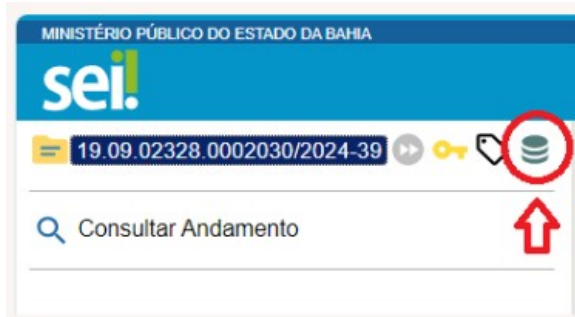 MINISTÉRIO PÚBLICO DO ESTADO DA BAHIA
sei!
19.09.02328.0002030/2024-39
Consultar Andamento